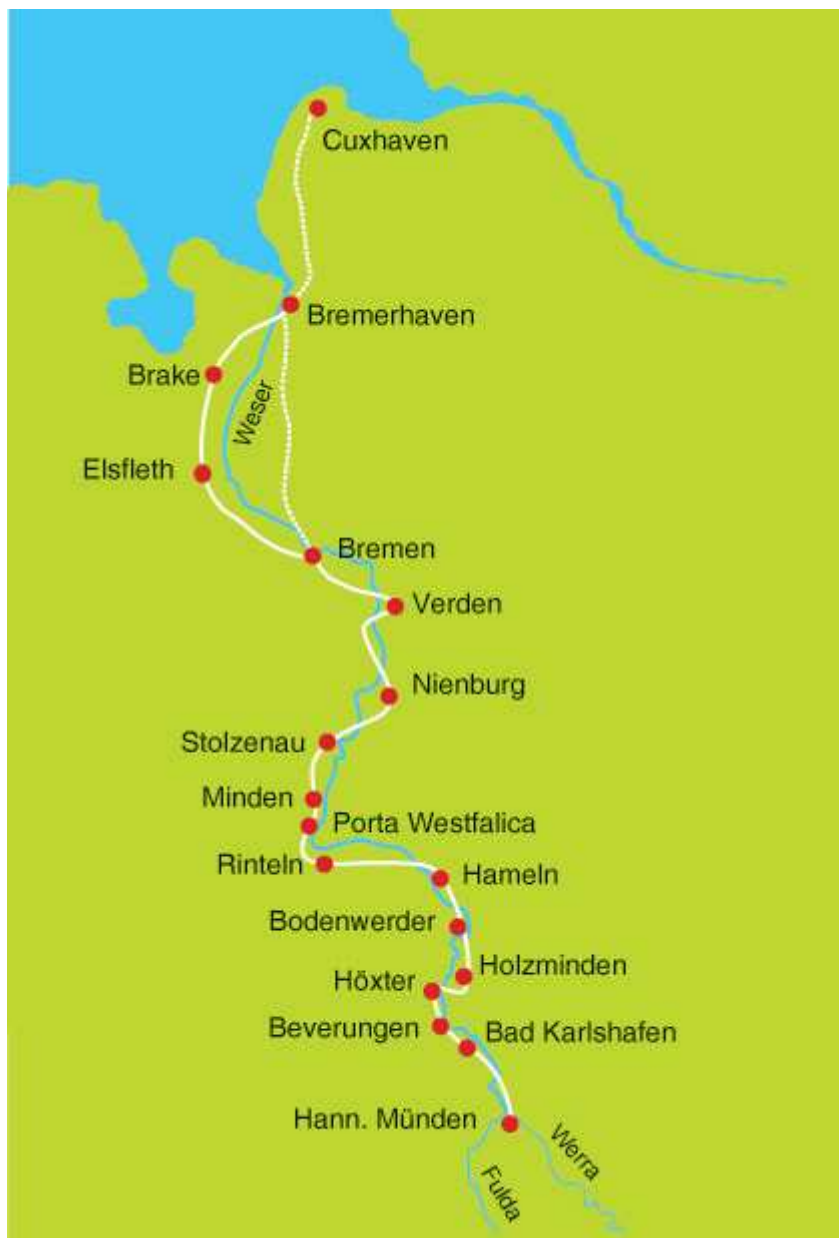 Cuxhaven
Bremerhaven
Brake
Weser
Elsfleth
Bremen
Verden
Nienburg
Stolzenau
Minden
Porta Westfalica
Rinteln
Hameln
Bodenwerder
Holzminden
Höxter
Beverungen
Bad Karlshafen
Hann. Münden
Werra
Fulda